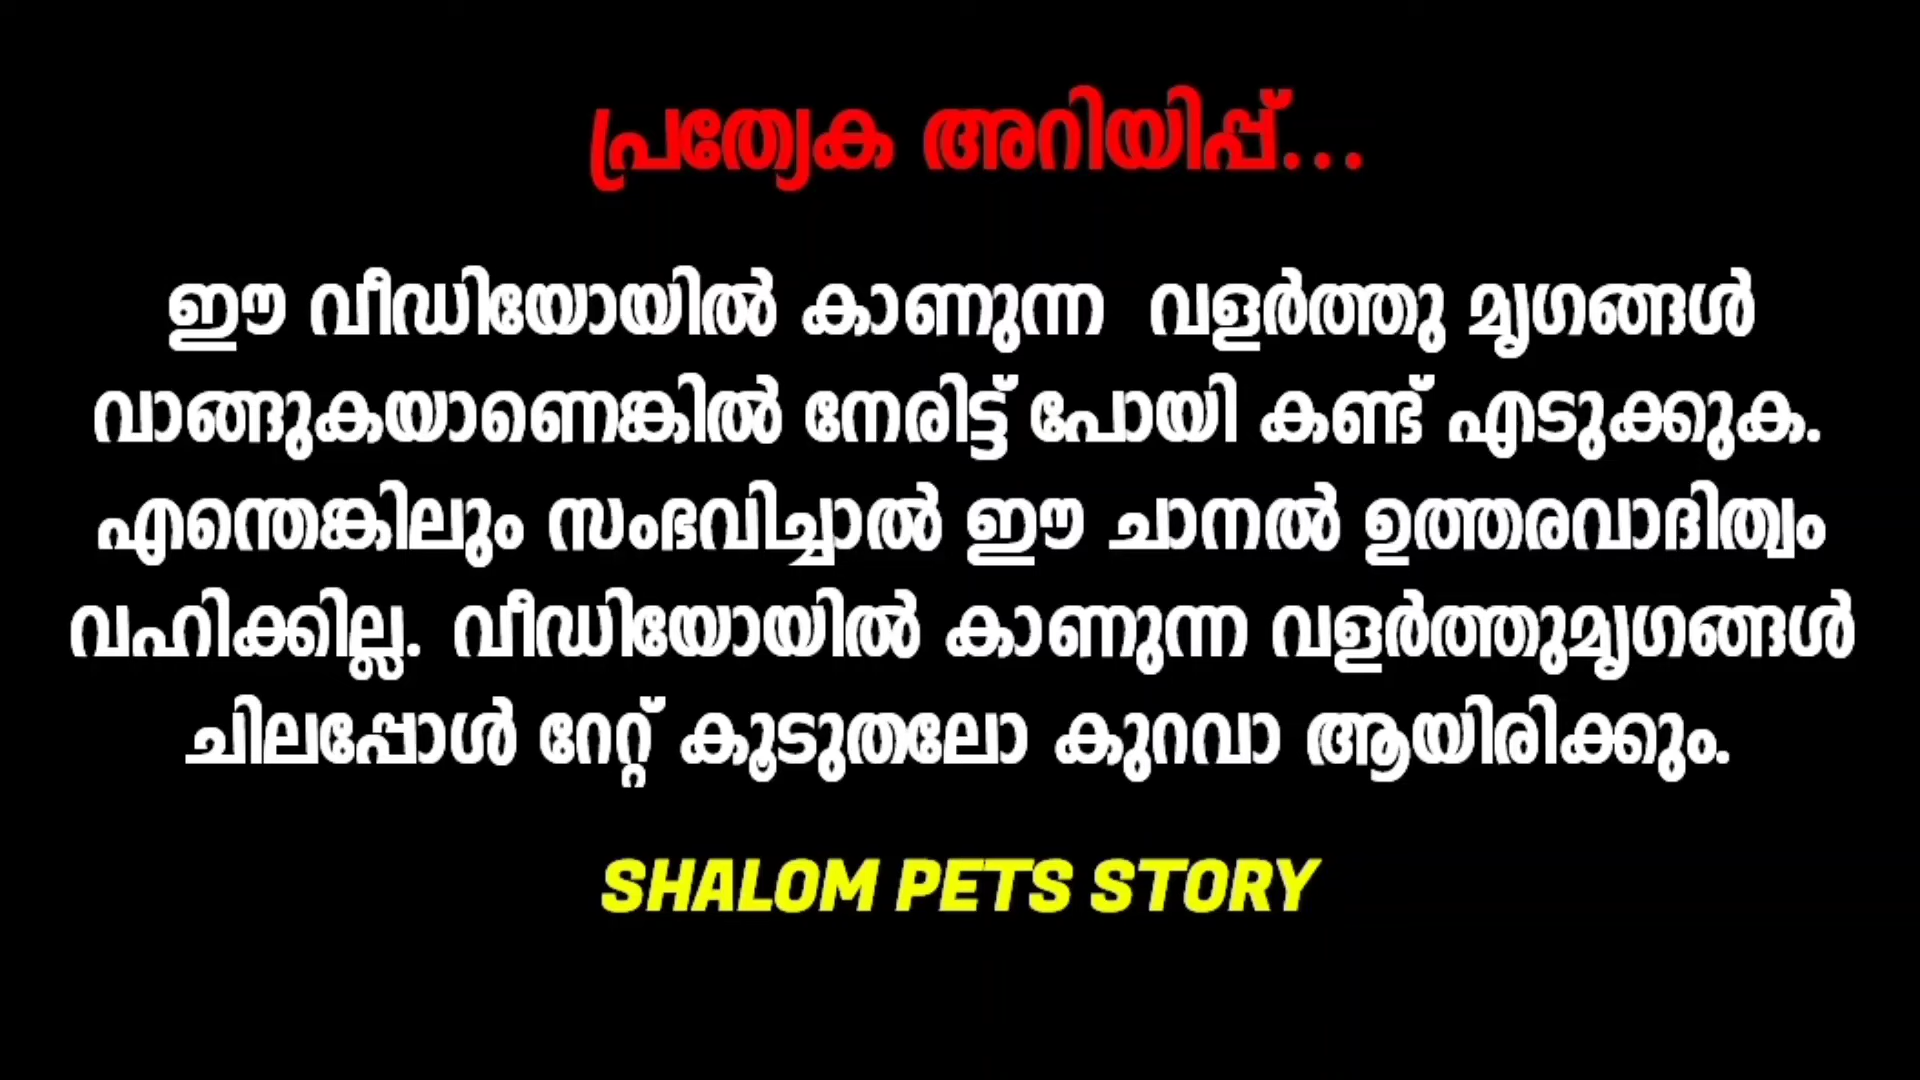 പ്രത്യേക അറിയിപ്പ്...
ഈ വീഡിയോയിൽ കാണുന്ന വളർത്തു മൃഗങ്ങൾ
വാങ്ങുകയാണെങ്കിൽ നേരിട്ട് പോയി കണ്ട് എടുക്കുക.
എന്തെങ്കിലും സംഭവിച്ചാൽ ഈ ചാനൽ ഉത്തരവാദിത്വം
വഹിക്കില്ല. വീഡിയോയിൽ കാണുന്ന വളർത്തുമൃഗങ്ങൾ
ചിലപ്പോൾ റേറ്റ് കൂടുതലോ കുറവാ ആയിരിക്കും.
SHALOM PETS STORY